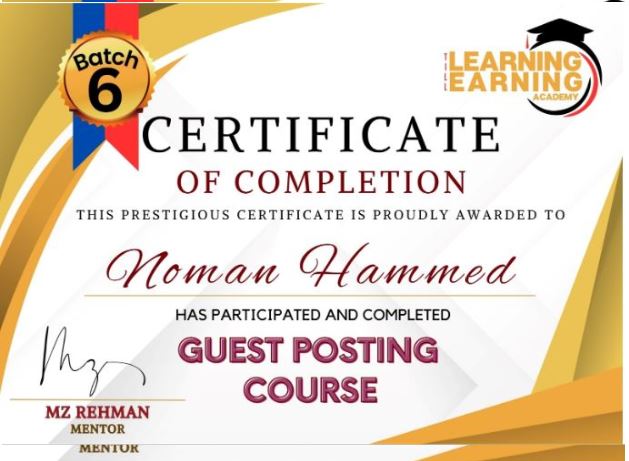 Batch
6
LEARNING
EARNING
ACADEMY
CERTIFICATE
OF COMPLETION
THIS PRESTIGIOUS CERTIFICATE IS PROUDLY AWARDED TO
Noman Hammed
HAS PARTICIPATED AND COMPLETED
GUEST POSTING
COURSE
MZ REHMAN
MENTOR
MENTOR